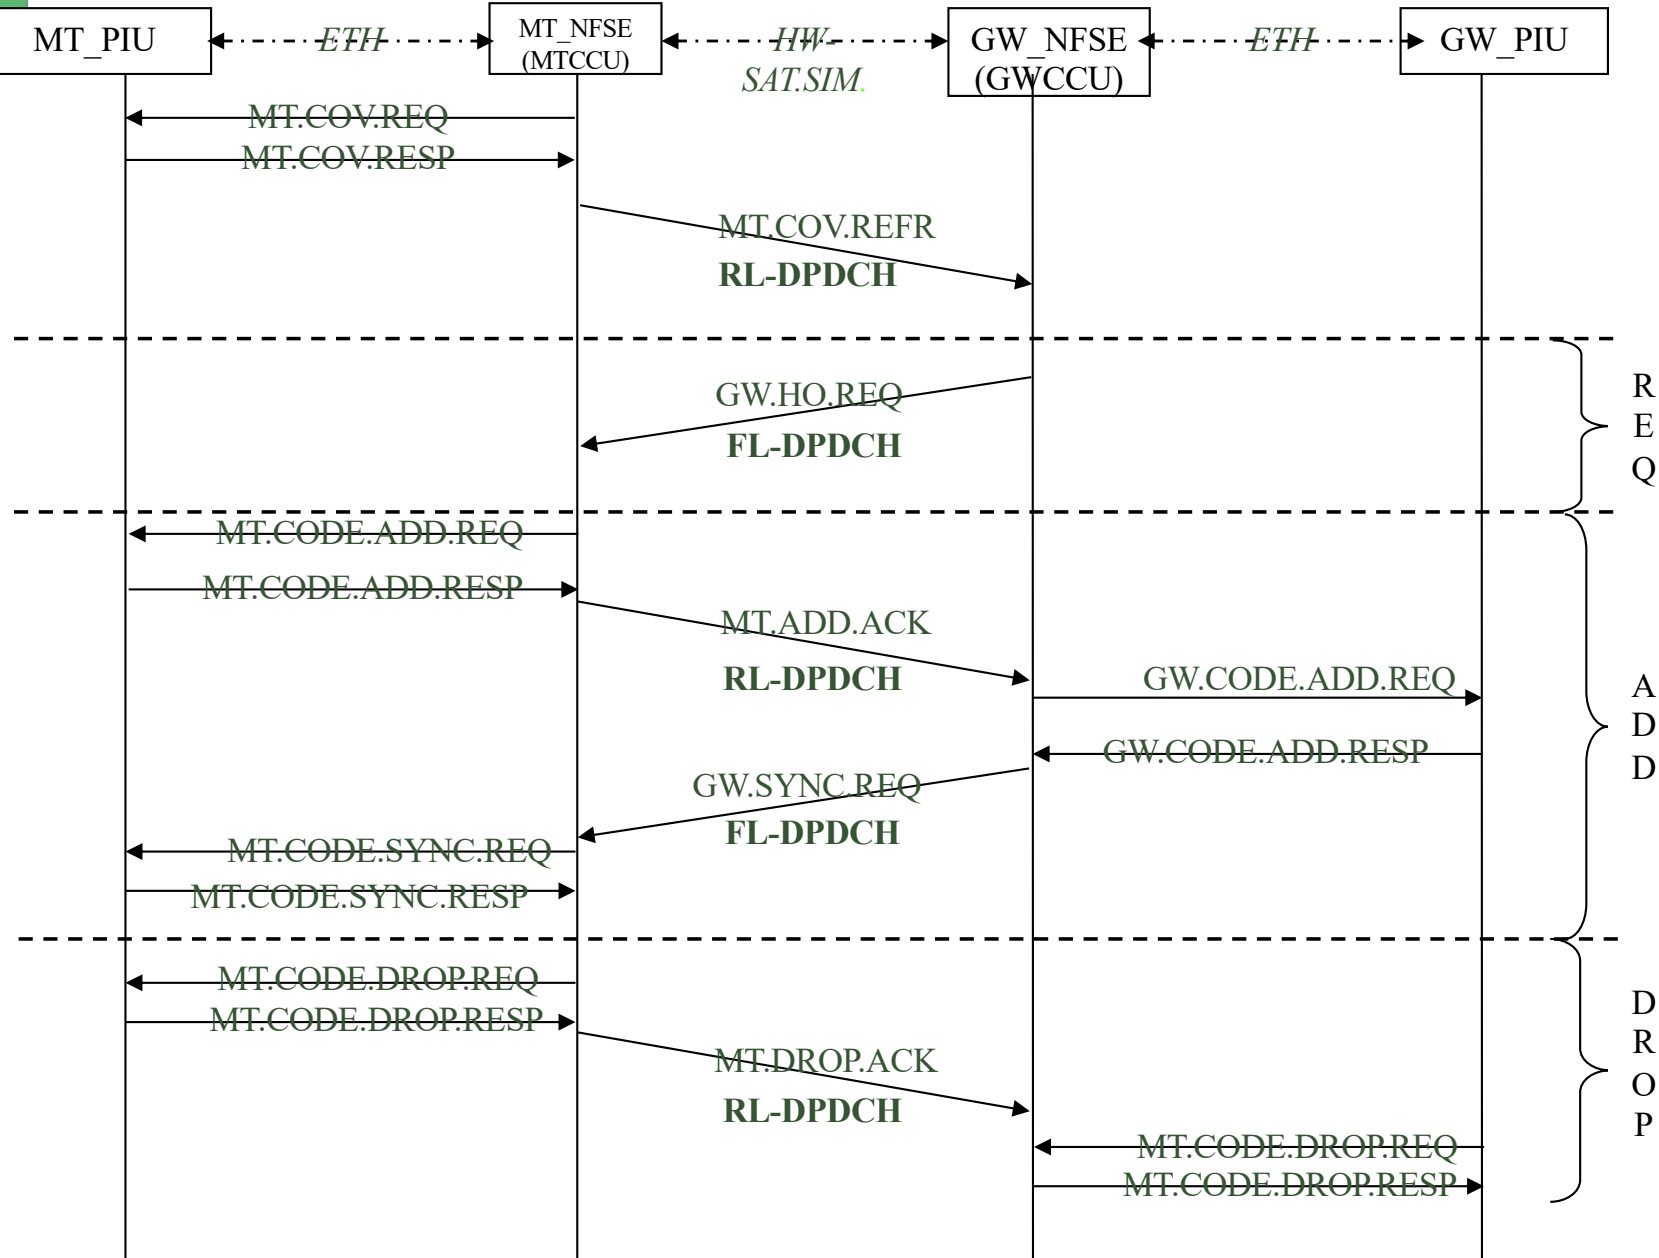 MT_PIU
ETH
MT_NFSE
(MTCCU)
HW-
SAT.SIM.
GW_NFSE
(GWCCU)
ETH
GW_PIU
MT.COV.REQ
MT.COV.RESP
MT.COV.REFR
RL-DPDCH
GW.HO.REQ
FL-DPDCH
R
E
Q
MT.CODE.ADD.REQ
MT.CODE.ADD.RESP
MT.ADD.ACK
RL-DPDCH
GW.CODE.ADD.REQ
GW.CODE.ADD.RESP
GW.SYNC.REQ
FL-DPDCH
MT.CODE.SYNC.REQ
MT.CODE.SYNC.RESP
A
D
D
MT.CODE.DROP.REQ
MT.CODE.DROP.RESP
MT.DROP.ACK
RL-DPDCH
MT.CODE.DROP.REQ
MT.CODE.DROP.RESP
D
R
O
P